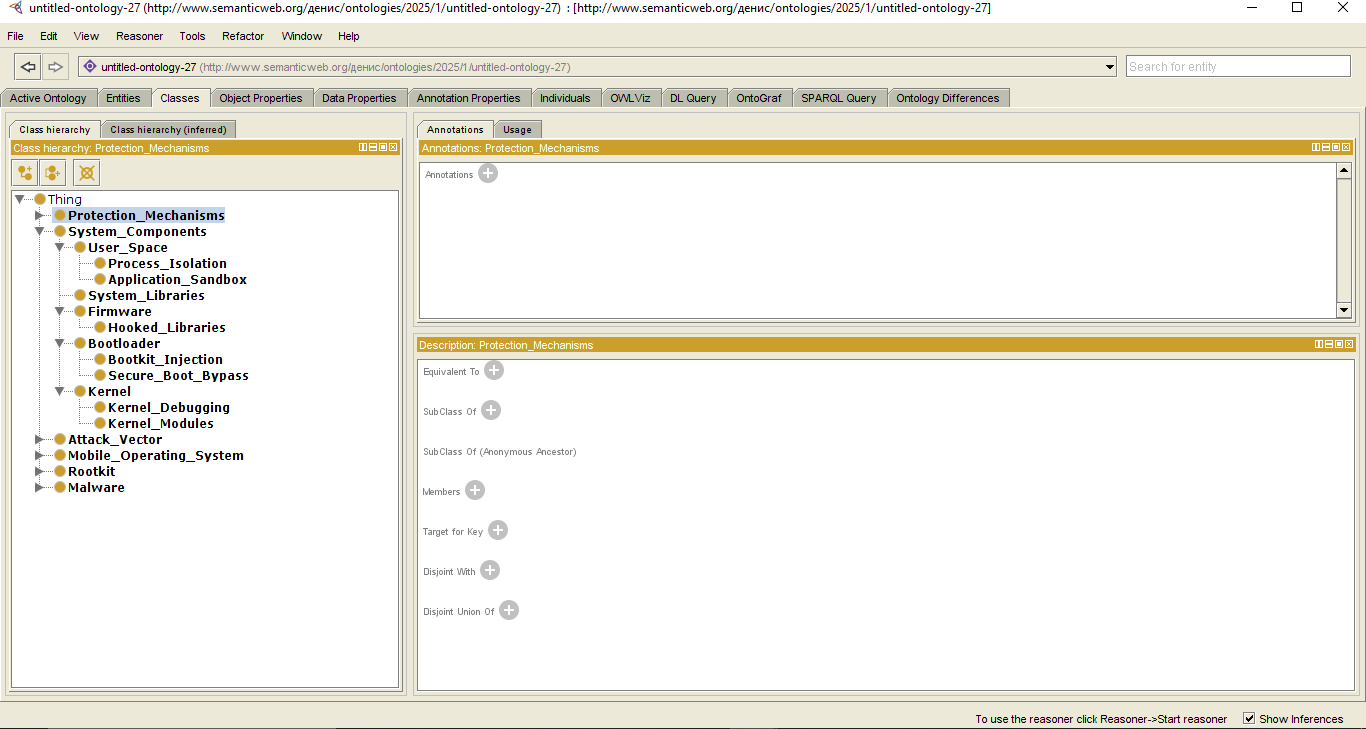 untitled-ontology-27 (http://www.semanticweb.org/денис/ontologies/2025/1/untitled-ontology-27) : [http://www.semanticweb.org/денис/ontologies/2025/1/untitled-ontology-27]
File Edit View Reasoner Tools Refactor Window Help
untitled-ontology-27 (http://www.semanticweb.org/денис/ontologies/2025/1/untitled-ontology-27)
Search for entity
Active Ontology Entities Classes Object Properties Data Properties Annotation Properties Individuals OWLViz DL Query OntoGraf SPARQL Query Ontology Differences
Class hierarchy Class hierarchy (inferred)
Class hierarchy: Protection_Mechanisms
Thing
Protection_Mechanisms
System_Components
User_Space
Process_Isolation
Application_Sandbox
System_Libraries
Firmware
Hooked_Libraries
Bootloader
Bootkit_Injection
Secure_Boot_Bypass
Kernel
Kernel_Debugging
Kernel_Modules
Attack_Vector
Mobile_Operating_System
Rootkit
Malware
Annotations Usage
Annotations: Protection_Mechanisms
Annotations
Description: Protection_Mechanisms
Equivalent To
SubClass Of
SubClass Of (Anonymous Ancestor)
Members
Target for Key
Disjoint With
Disjoint Union Of
To use the reasoner click Reasoner->Start reasoner Show Inferences